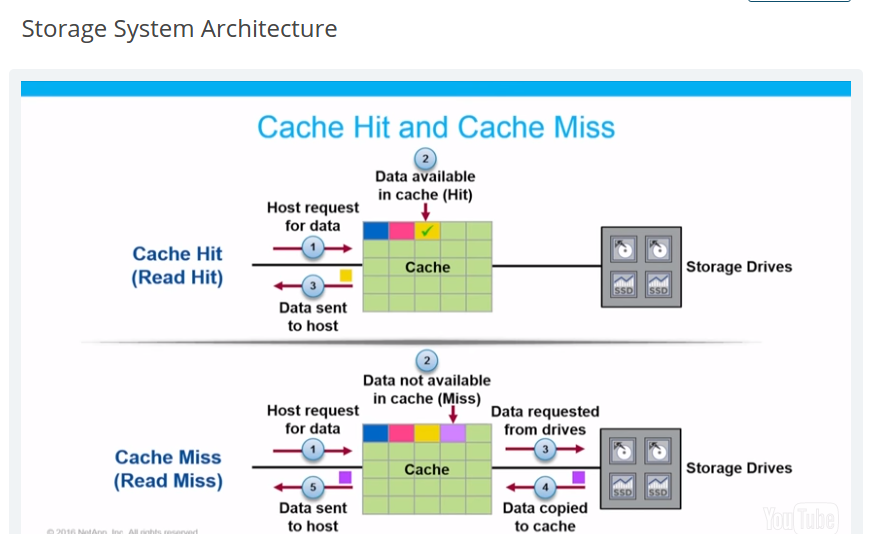 Storage System Architecture
Cache Hit and Cache Miss
2
Data available
in cache (Hit)
Host request
for data
1
Cache Hit
(Read Hit)
Cache
3
Data sent
to host
SSD SSD
Storage Drives
2
Data not available
in cache (Miss)
Host request
for data
1
Data requested
from drives
3
Cache Miss
(Read Miss)
Cache
5
Data sent
to host
4
Data copied
to cache
SSD SSD
Storage Drives
© 2016 NetApp, Inc. All rights reserved
YouTube